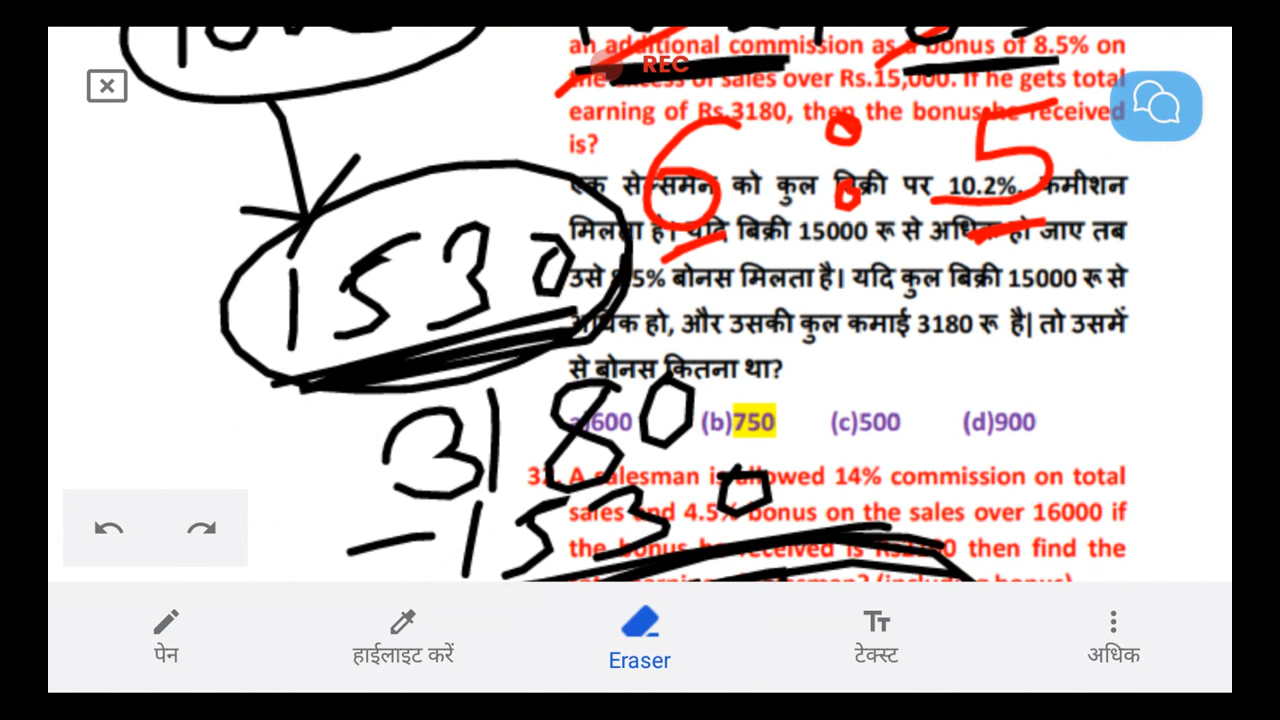 an additional commission as a bonus of 8.5% on
REC
the excess of sales over Rs.15,000. If he gets total
earning of Rs.3180, then the bonus he received
is?
6 : 5
एक सेल्समैन को कुल बिक्री पर 10.2% कमीशन
मिलता है। यदि बिक्री 15000 रू से अधिक हो जाए तब
1530
उसे 8.5% बोनस मिलता है। यदि कुल बिक्री 15000 रू से
अधिक हो, और उसकी कुल कमाई 3180 रू है| तो उसमें
से बोनस कितना था?
3180
a)600 (b)750 (c)500 (d)900
-1530
A salesman is allowed 14% commission on total
sales and 4.5% bonus on the sales over 16000 if
the bonus he received is then find the
पेन
हाईलाइट करें
Eraser
टेक्स्ट
अधिक